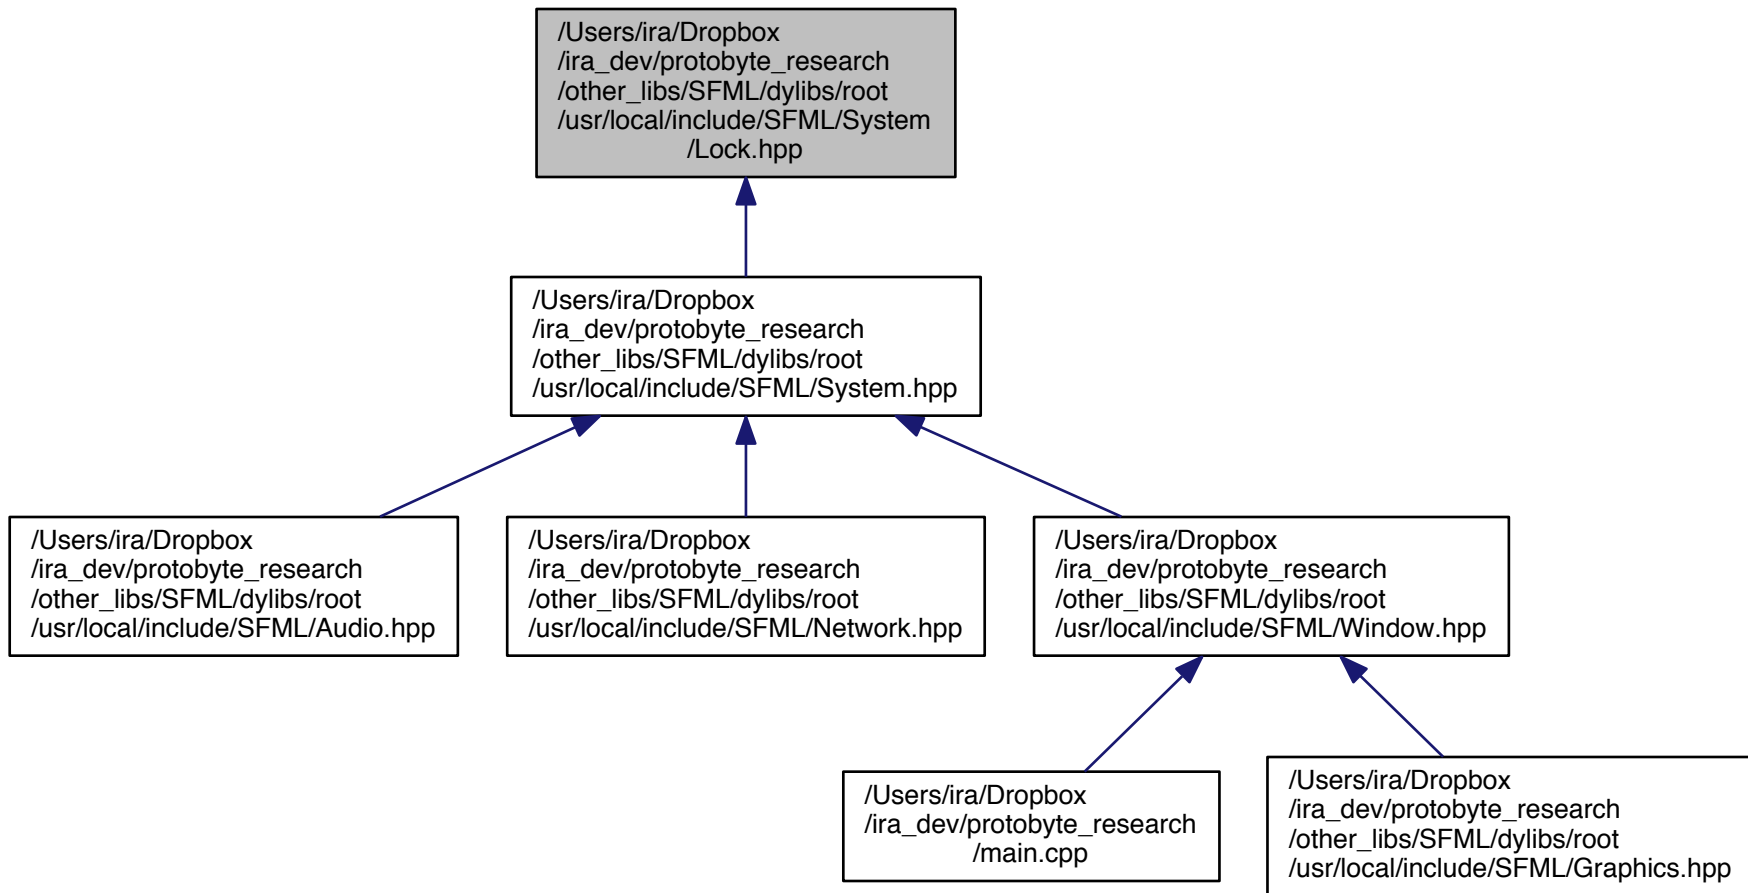 /Users/ira/Dropbox
/ira_dev/protobyte_research
/other_libs/SFML/dylibs/root
/usr/local/include/SFML/System
/Lock.hpp
/Users/ira/Dropbox
/ira_dev/protobyte_research
/other_libs/SFML/dylibs/root
/usr/local/include/SFML/System.hpp
/Users/ira/Dropbox
/ira_dev/protobyte_research
/other_libs/SFML/dylibs/root
/usr/local/include/SFML/Audio.hpp
/Users/ira/Dropbox
/ira_dev/protobyte_research
/other_libs/SFML/dylibs/root
/usr/local/include/SFML/Network.hpp
/Users/ira/Dropbox
/ira_dev/protobyte_research
/other_libs/SFML/dylibs/root
/usr/local/include/SFML/Window.hpp
/Users/ira/Dropbox
/ira_dev/protobyte_research
/main.cpp
/Users/ira/Dropbox
/ira_dev/protobyte_research
/other_libs/SFML/dylibs/root
/usr/local/include/SFML/Graphics.hpp